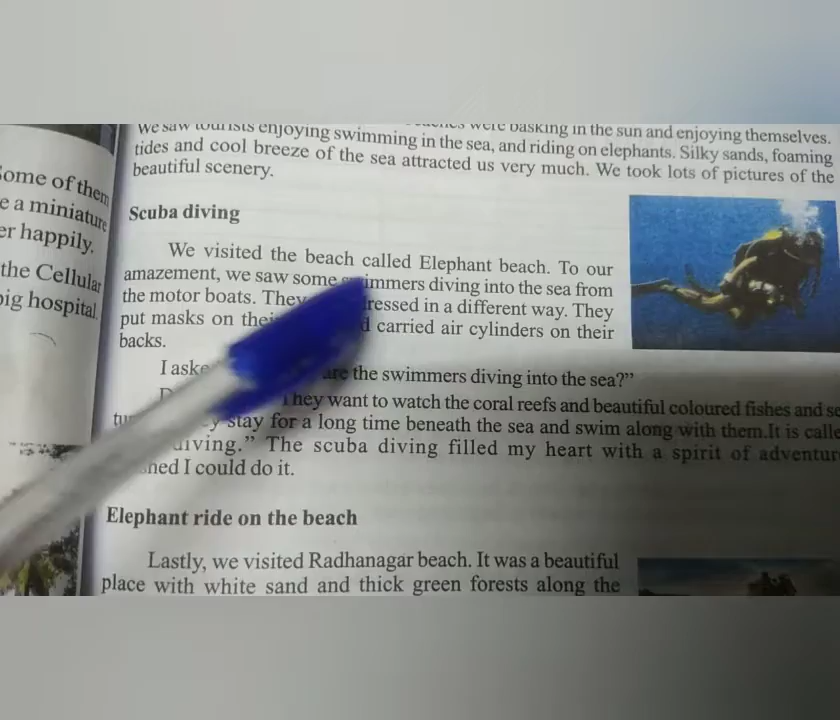 were basking in the sun and enjoying themselves.
We saw tourists enjoying swimming in the sea, and riding on elephants. Silky sands, foaming
tides and cool breeze of the sea attracted us very much. We took lots of pictures of the
beautiful scenery.
Some of them
e a miniature
er happily.
the Cellular
big hospital.
Scuba diving
We visited the beach called Elephant beach. To our
amazement, we saw some swimmers diving into the sea from
the motor boats. They dressed in a different way. They
put masks on their carried air cylinders on their
backs.
I aske are the swimmers diving into the sea?"
They want to watch the coral reefs and beautiful coloured fishes and se
stay for a long time beneath the sea and swim along with them.It is calle
diving." The scuba diving filled my heart with a spirit of adventur
hed I could do it.
Elephant ride on the beach
Lastly, we visited Radhanagar beach. It was a beautiful
place with white sand and thick green forests along the